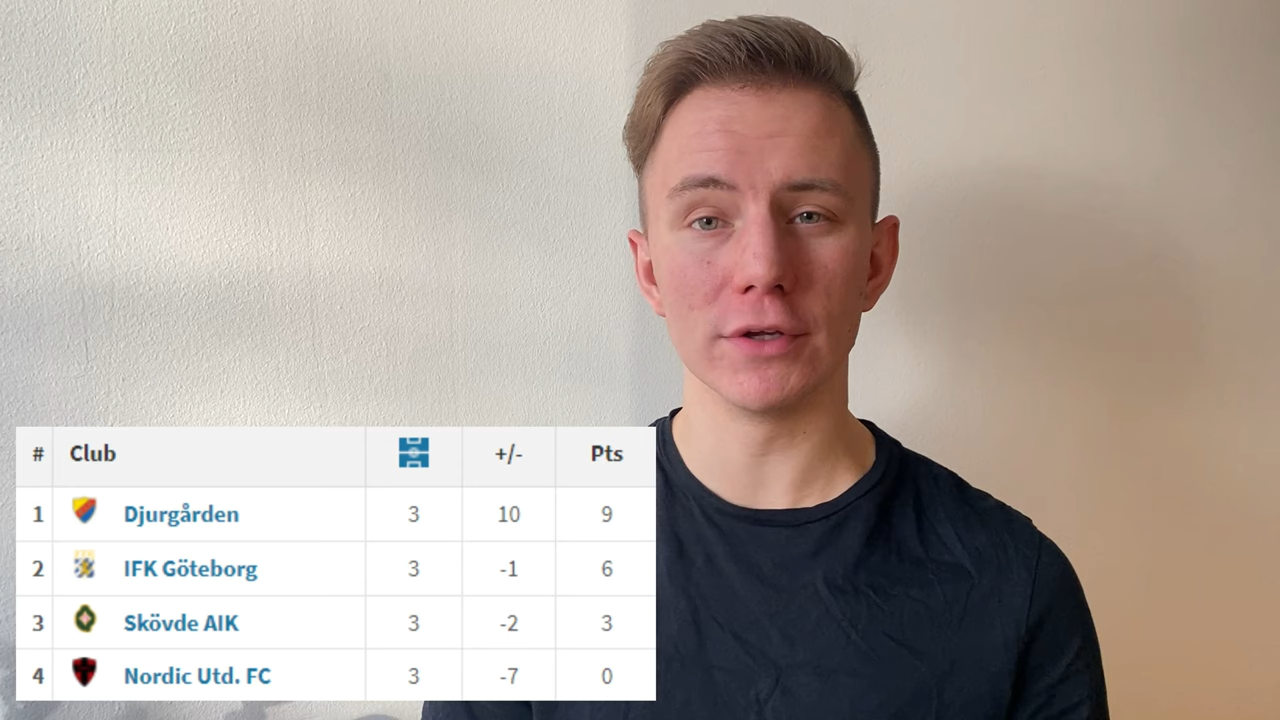 # Club +/- Pts
1 Djurgården 3 10 9
2 IFK Göteborg 3 -1 6
3 Skövde AIK 3 -2 3
4 Nordic Utd. FC 3 -7 0